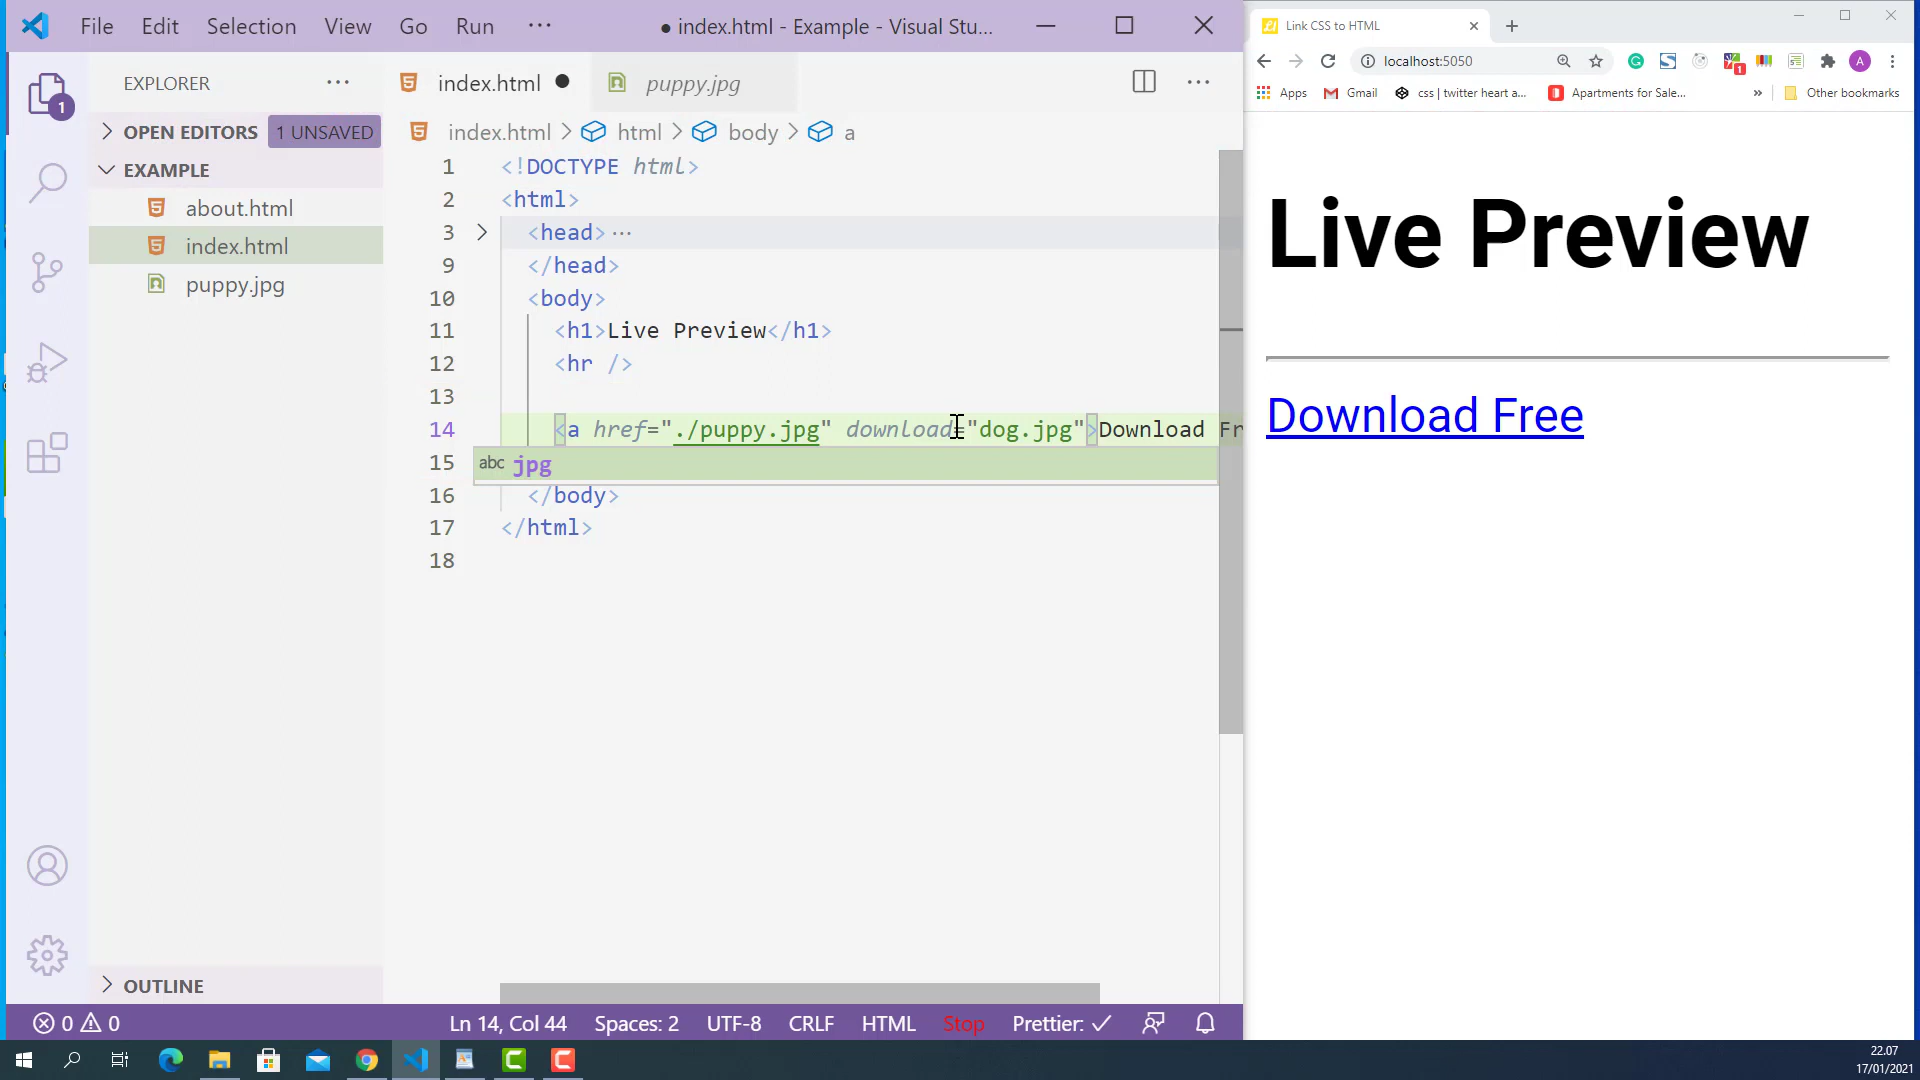 File Edit Selection View Go Run ··· ● index.html - Example - Visual Stu...
EXPLORER ···
index.html ●
puppy.jpg
OPEN EDITORS 1 UNSAVED
EXAMPLE
about.html
index.html
puppy.jpg
OUTLINE
1
index.html > html > body > a
1 <!DOCTYPE html>
2 <html>
3 <head> ···
9 </head>
10 <body>
11 <h1>Live Preview</h1>
12 <hr />
13
14 <a href="./puppy.jpg" download="dog.jpg">Download Fr
15
abc jpg
16 </body>
17 </html>
18
0 0 Ln 14, Col 44 Spaces: 2 UTF-8 CRLF HTML Stop Prettier: ✓
Link CSS to HTML
localhost:5050
1
A
Apps Gmail css | twitter heart a... Apartments for Sale... » Other bookmarks
Live Preview
Download Free
22.07
17/01/2021